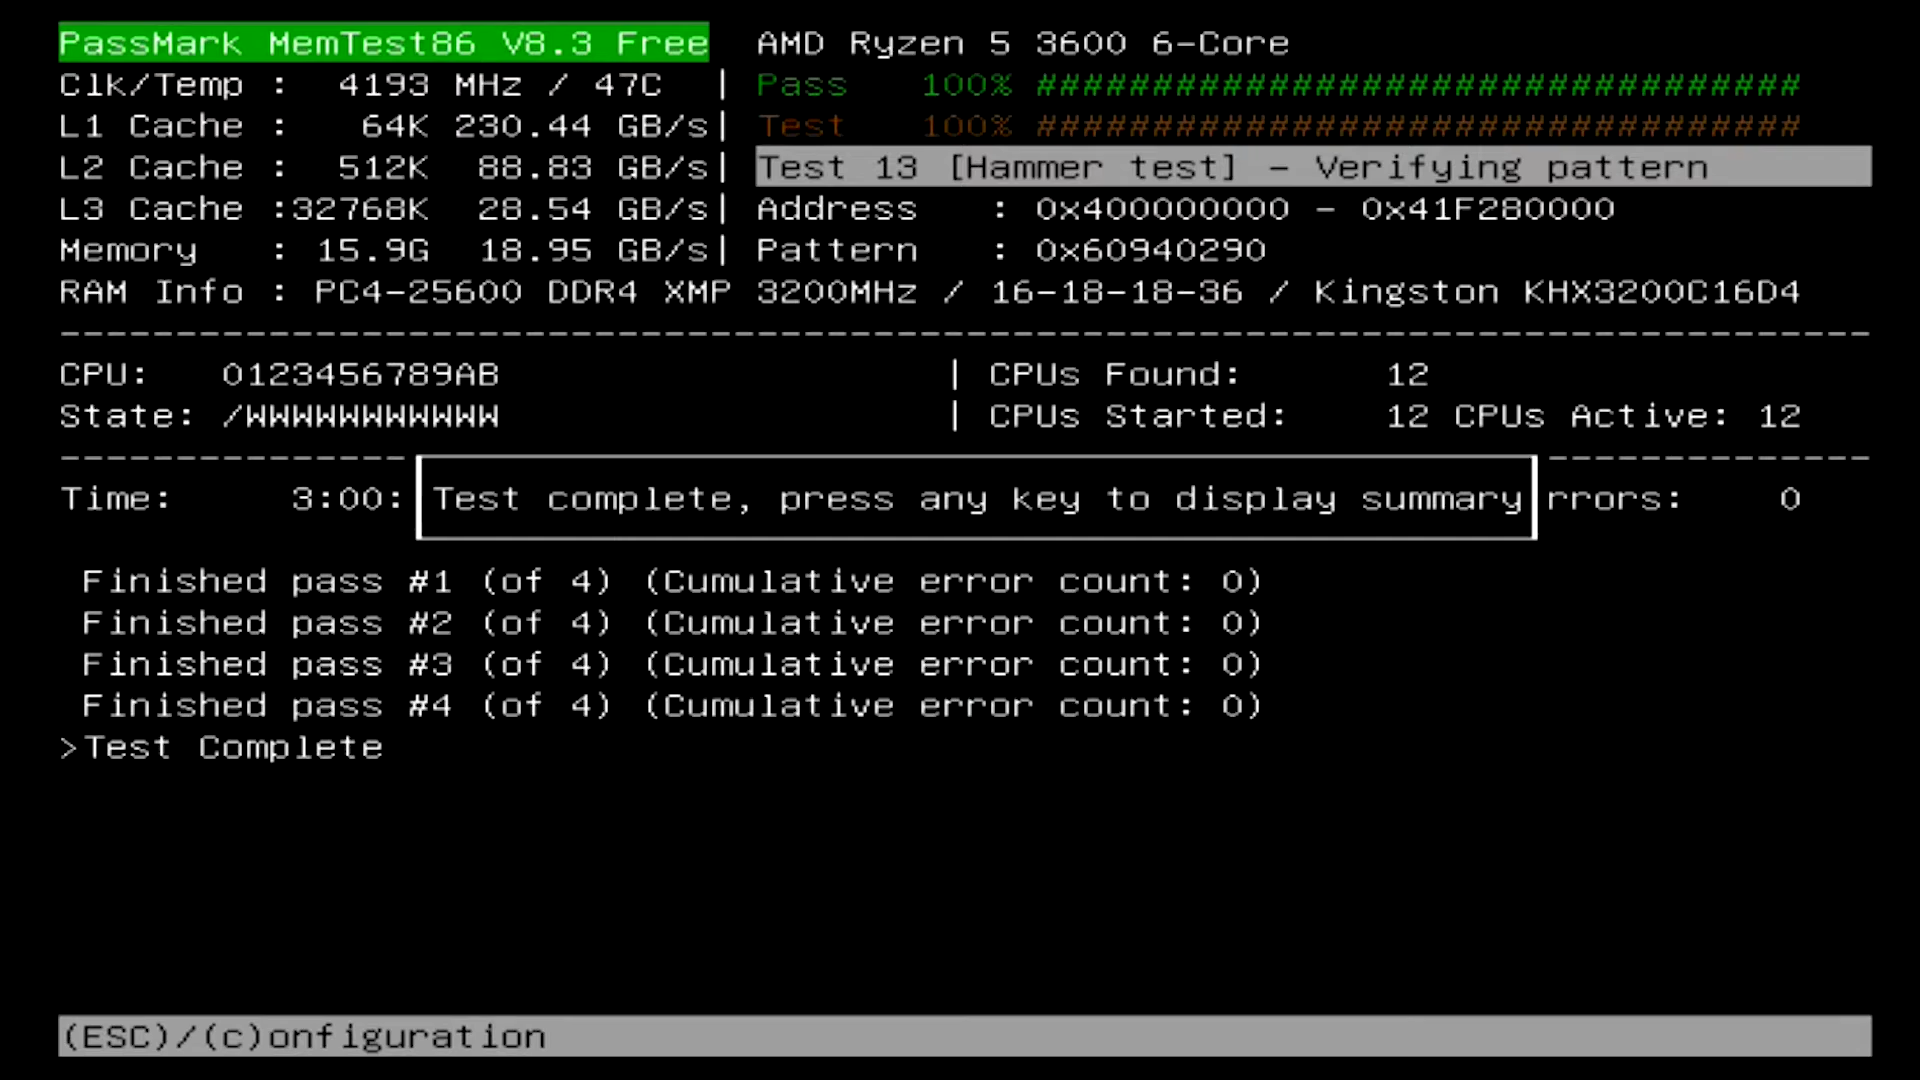 PassMark MemTest86 V8.3 Free   AMD Ryzen 5 3600 6-Core
Clk/Temp :  4193 MHz / 47C  | Pass   100% #################################
L1 Cache :   64K 230.44 GB/s| Test   100% #################################
L2 Cache :  512K  88.83 GB/s| Test 13 [Hammer test] - Verifying pattern
L3 Cache :32768K  28.54 GB/s| Address   : 0x400000000 - 0x41F280000
Memory   : 15.9G  18.95 GB/s| Pattern   : 0x60940290
RAM Info : PC4-25600 DDR4 XMP 3200MHz / 16-18-18-36 / Kingston KHX3200C16D4
CPU:   0123456789AB                   | CPUs Found:      12
State: /WWWWWWWWWWW                   | CPUs Started:    12 CPUs Active: 12
Time:     3:00: Test complete, press any key to display summary rrors:    0
Finished pass #1 (of 4) (Cumulative error count: 0)
Finished pass #2 (of 4) (Cumulative error count: 0)
Finished pass #3 (of 4) (Cumulative error count: 0)
Finished pass #4 (of 4) (Cumulative error count: 0)
>Test Complete
(ESC)/(c)onfiguration